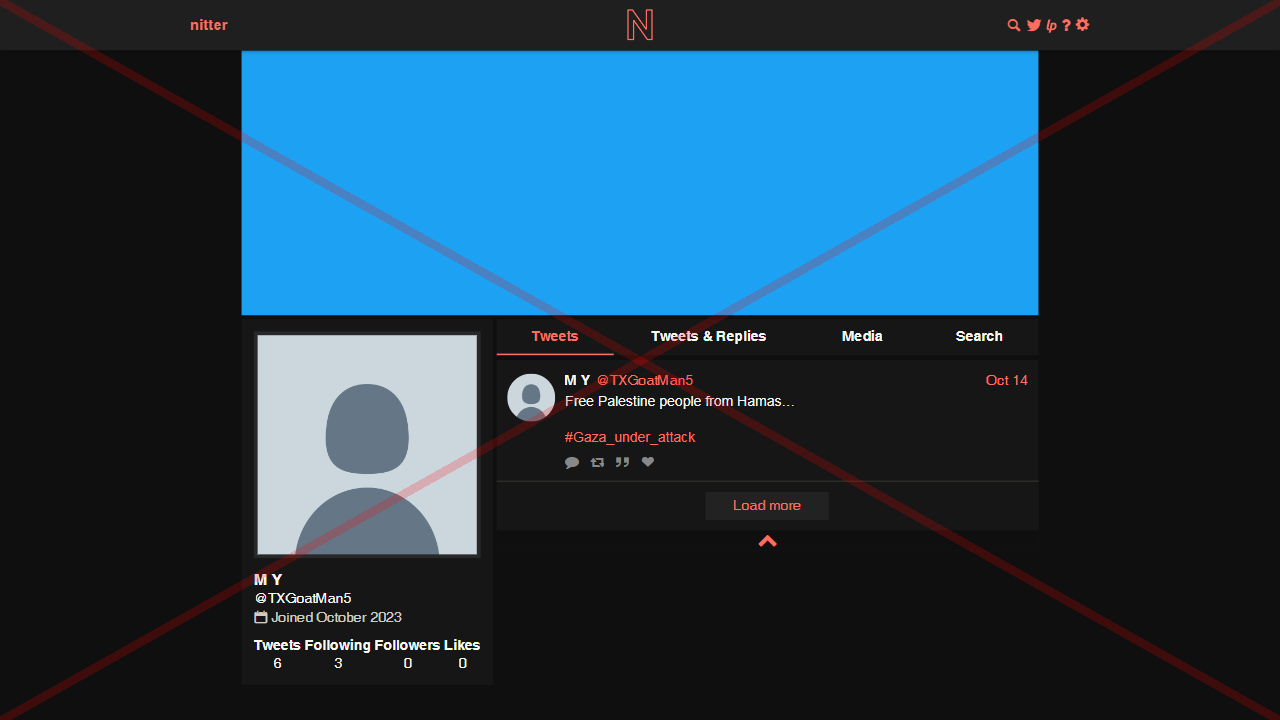 nitter
N
lp ?
Tweets Tweets & Replies Media Search
M Y @TXGoatMan5 Oct 14
Free Palestine people from Hamas...
#Gaza_under_attack
Load more
M Y
@TXGoatMan5
Joined October 2023
Tweets Following Followers Likes
6 3 0 0